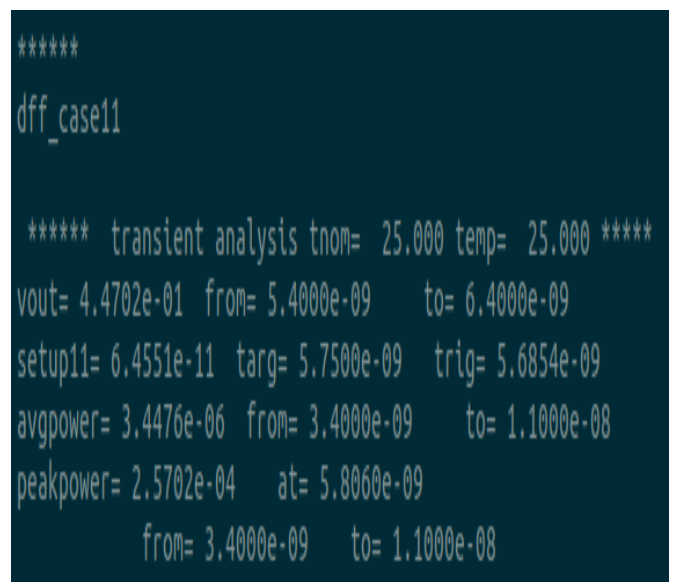 ******
dff_case11
****** transient analysis tnom= 25.000 temp= 25.000 *****
vout= 4.4702e-01 from= 5.4000e-09 to= 6.4000e-09
setup11= 6.4551e-11 targ= 5.7500e-09 trig= 5.6854e-09
avgpower= 3.4476e-06 from= 3.4000e-09 to= 1.1000e-08
peakpower= 2.5702e-04 at= 5.8060e-09
from= 3.4000e-09 to= 1.1000e-08